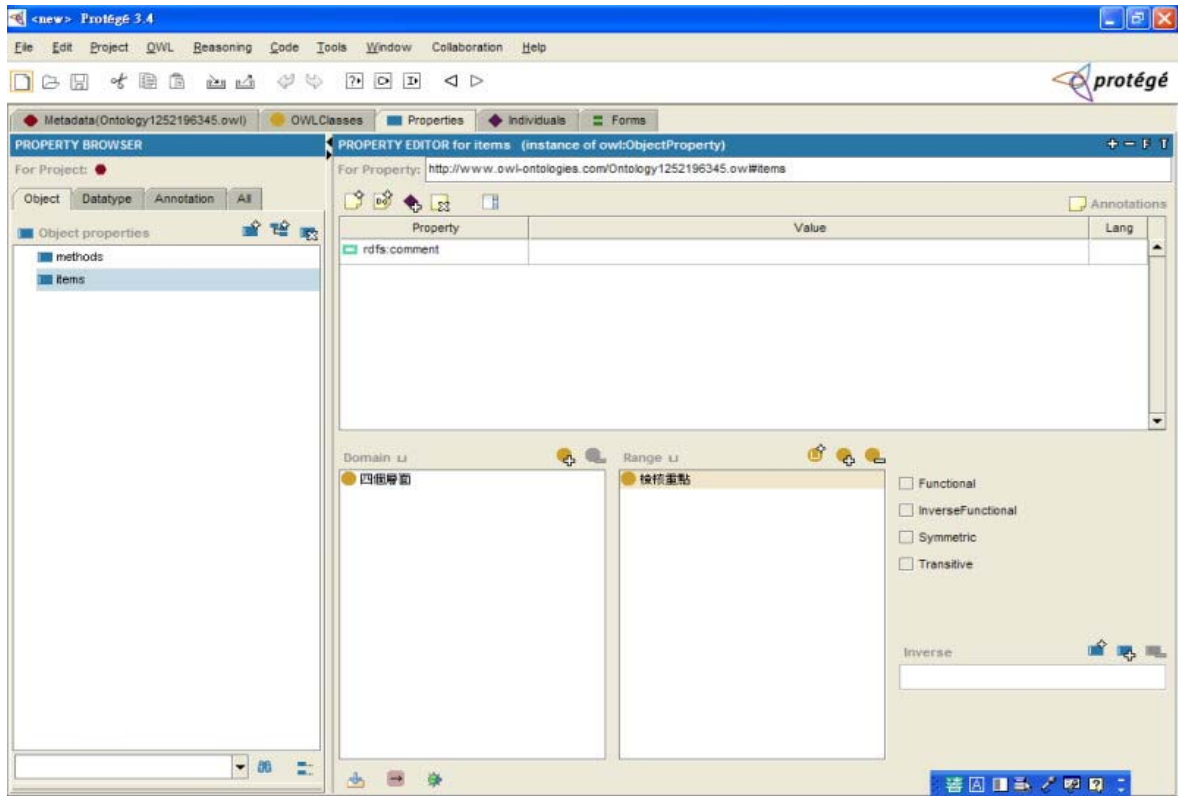 <new> Protégé 3.4
File Edit Project OWL Reasoning Code Tools Window Collaboration Help
protégé
Metadata(Ontology1252196345.owl) OWLClasses Properties Individuals Forms
PROPERTY BROWSER
PROPERTY EDITOR for items (instance of owl:ObjectProperty)
For Project:
For Property: http://www.owl-ontologies.com/Ontology1252196345.owl#items
Object Datatype Annotation All
Annotations
Object properties
Property Value Lang
methods
rdfs:comment
items
Domain
Range
四個層面
檢核重點
Functional
InverseFunctional
Symmetric
Transitive
Inverse